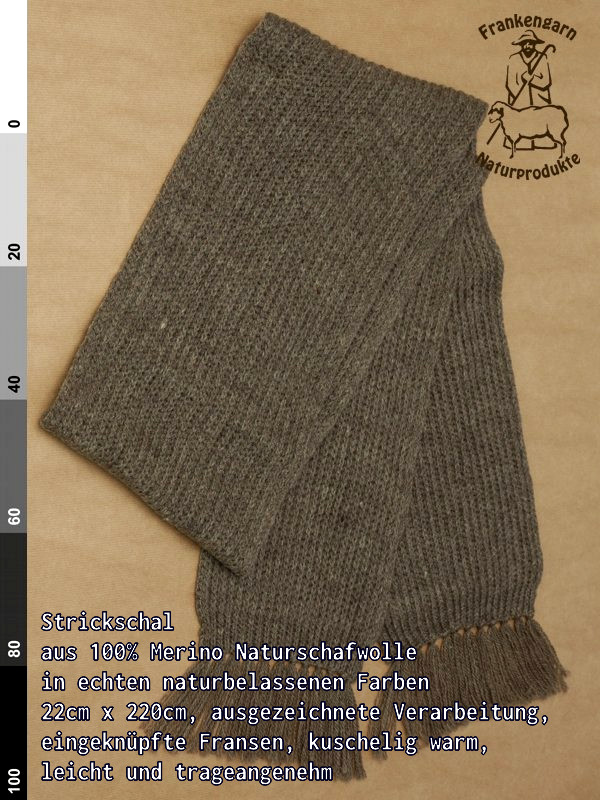 Frankengarn
Naturprodukte
0
20
40
60
80
100
Strickschal
aus 100% Merino Naturschafwolle
in echten naturbelassenen Farben
22cm x 220cm, ausgezeichnete Verarbeitung,
eingeknüpfte Fransen, kuschelig warm,
leicht und trageangenehm